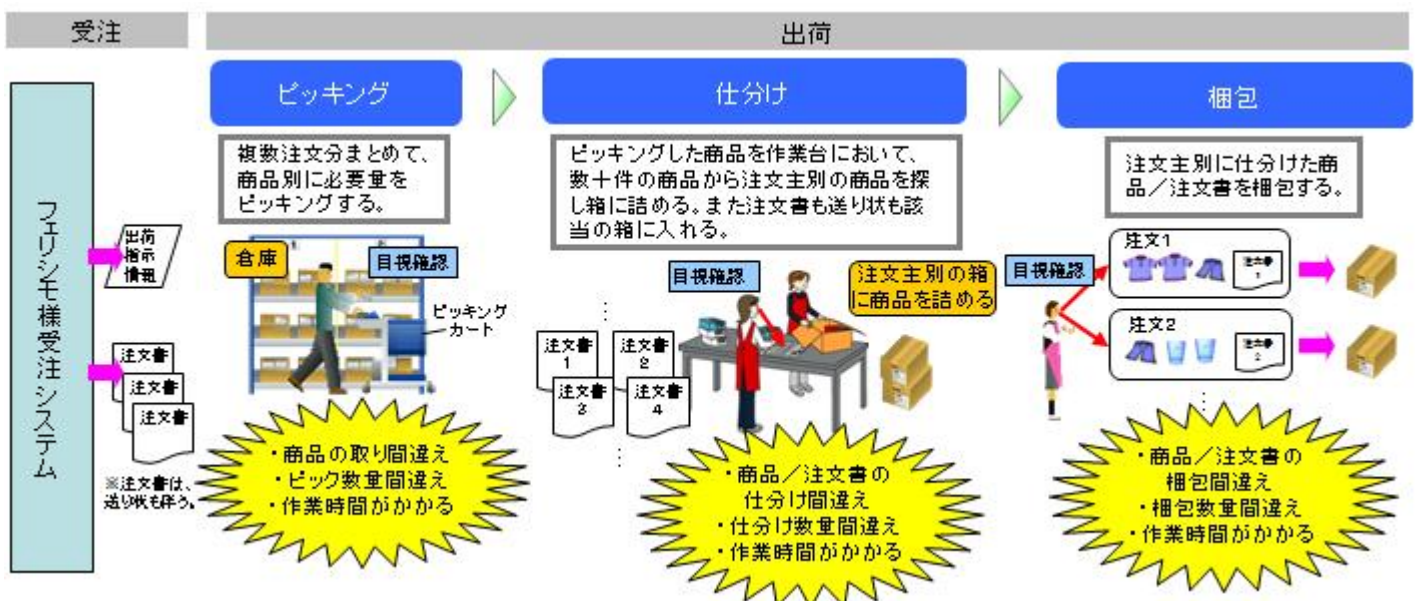 受注
出荷
フェリシモ様受注システム
出荷
指示
情報
注文書
注文書
注文書
※注文書は、
送り状も伴う。
ピッキング
複数注文分まとめて、
商品別に必要量を
ピッキングする。
倉庫
目視確認
ピッキング
カート
・商品の取り間違え
・ピック数量間違え
・作業時間がかかる
仕分け
ピッキングした商品を作業台において、
数十件の商品から注文主別の商品を探
し箱に詰める。また注文書も送り状も該
当の箱に入れる。
目視確認
注文主別の箱
に商品を詰める
注文書
1
注文書
2
注文書
3
注文書
4
・商品／注文書の
仕分け間違え
・仕分け数量間違え
・作業時間がかかる
梱包
注文主別に仕分けた商
品／注文書を梱包する。
目視確認
注文1
注文書
1
注文2
注文書
2
・商品／注文書の
梱包間違え
・梱包数量間違え
・作業時間がかかる